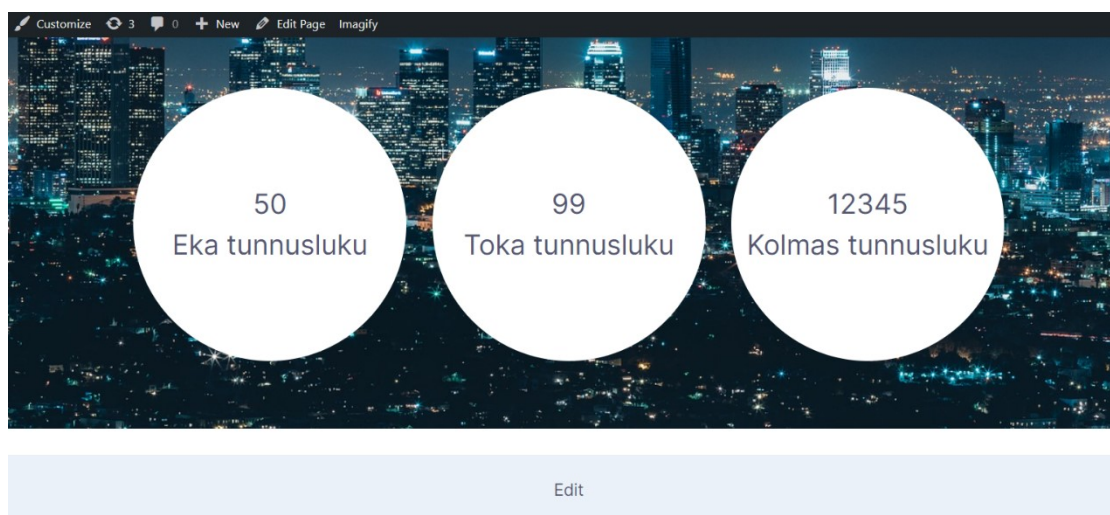 Customize 3 0 New Edit Page Imagify
50 99 12345
Eka tunnusluku Toka tunnusluku Kolmas tunnusluku
Edit